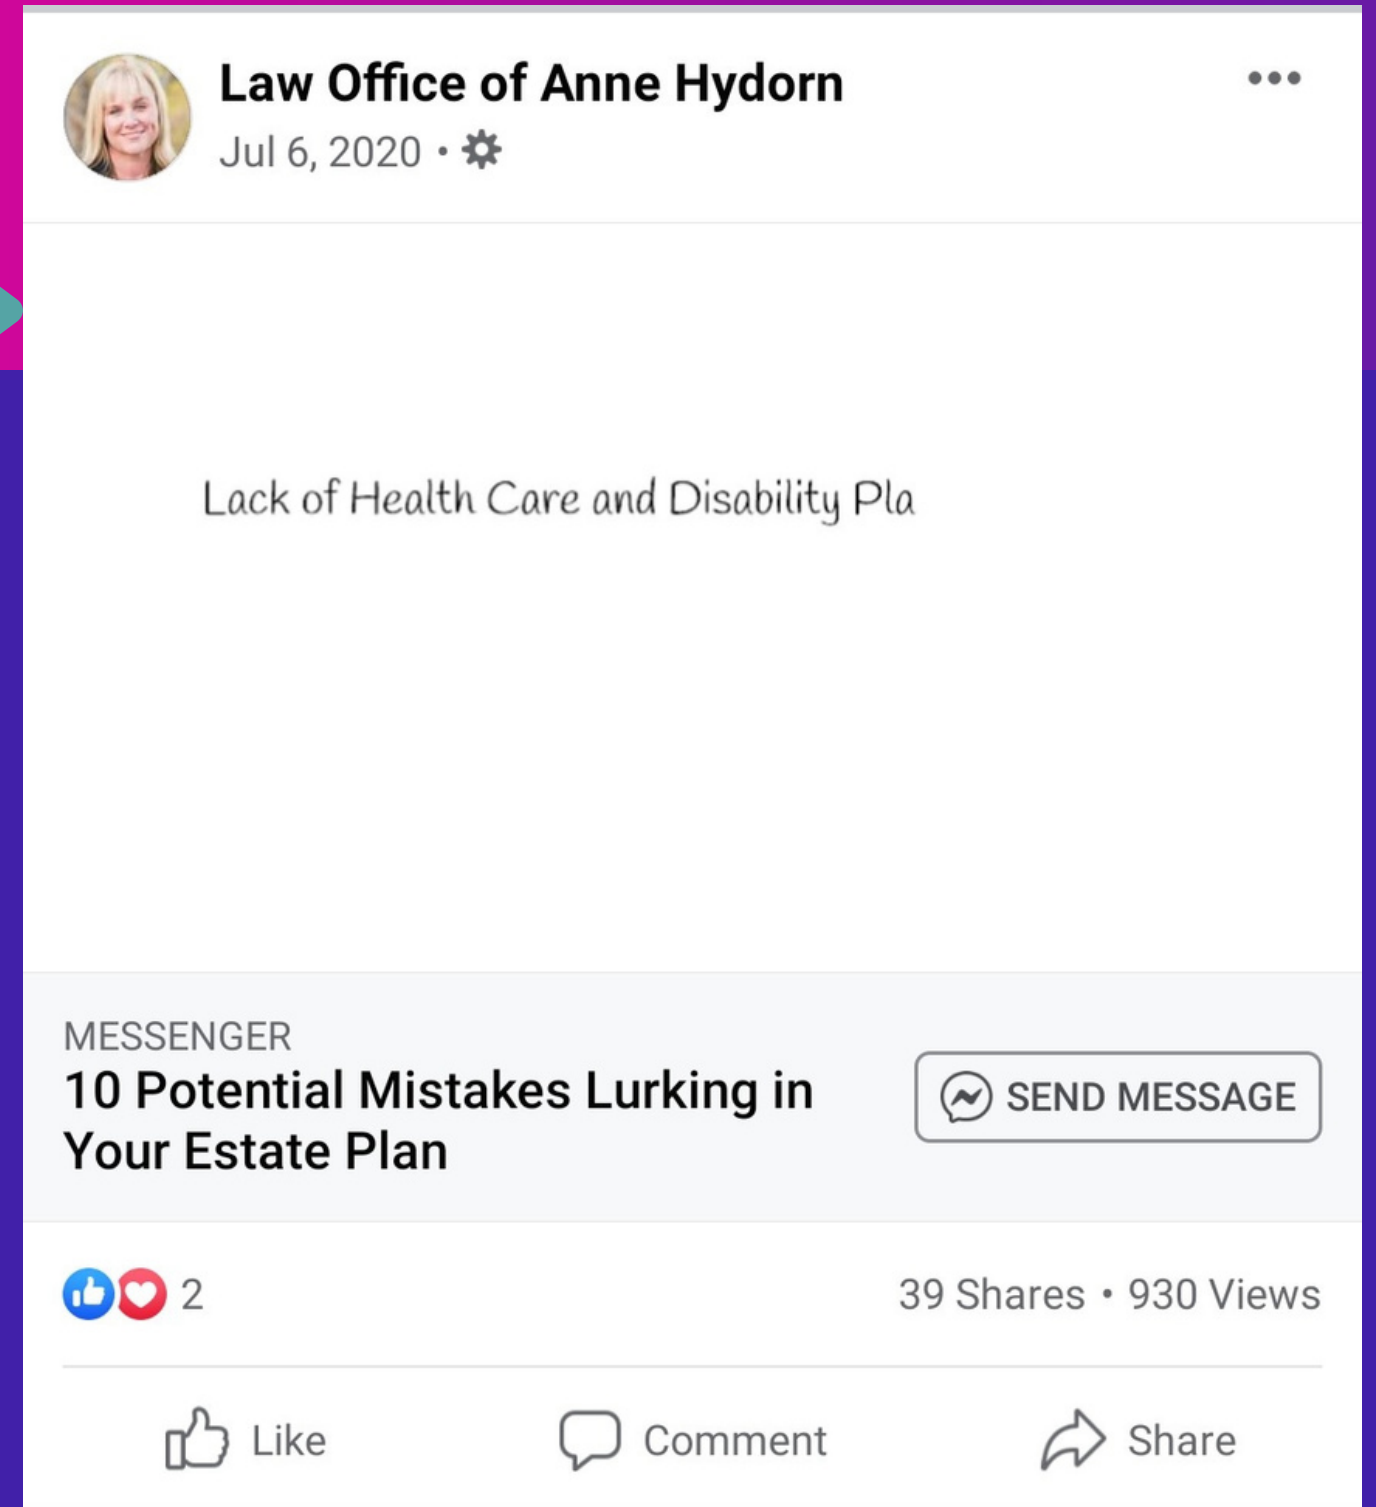 Law Office of Anne Hydorn
Jul 6, 2020 •
Lack of Health Care and Disability Pla
MESSENGER
10 Potential Mistakes Lurking in
Your Estate Plan
SEND MESSAGE
2
39 Shares • 930 Views
Like
Comment
Share